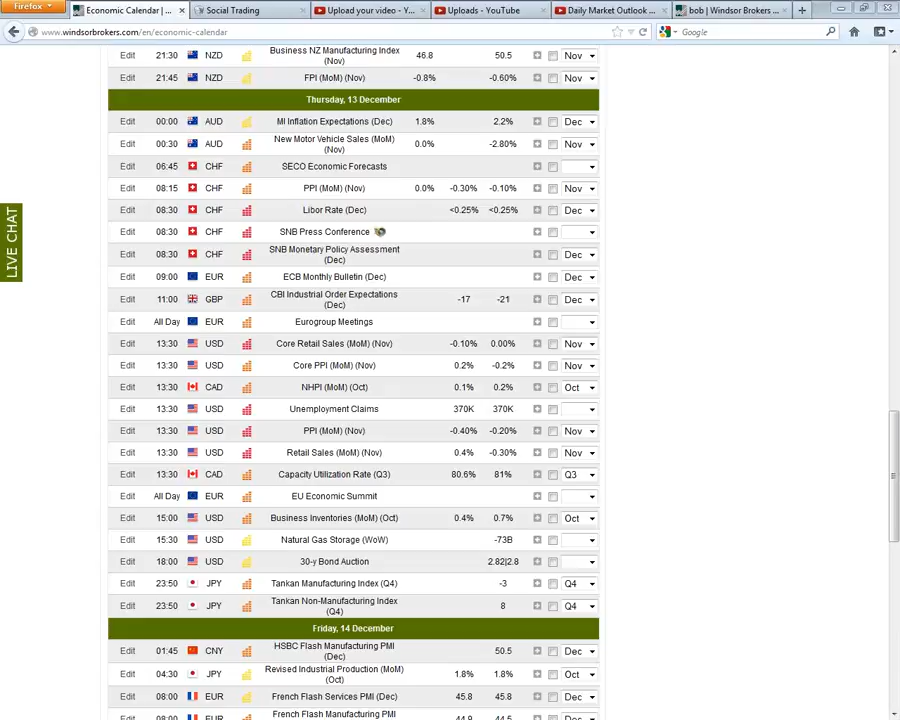 Firefox
Economic Calendar | ...
Social Trading
Upload your video - Y...
Uploads - YouTube
Daily Market Outlook ...
bob | Windsor Brokers ...
www.windsorbrokers.com/en/economic-calendar
Google
LIVE CHAT
Edit 21:30 NZD Business NZ Manufacturing Index (Nov) 46.8 50.5 Nov
Edit 21:45 NZD FPI (MoM) (Nov) -0.8% -0.60% Nov
Thursday, 13 December
Edit 00:00 AUD MI Inflation Expectations (Dec) 1.8% 2.2% Dec
Edit 00:30 AUD New Motor Vehicle Sales (MoM) (Nov) 0.0% -2.80% Nov
Edit 06:45 CHF SECO Economic Forecasts
Edit 08:15 CHF PPI (MoM) (Nov) 0.0% -0.30% -0.10% Nov
Edit 08:30 CHF Libor Rate (Dec) <0.25% <0.25% Dec
Edit 08:30 CHF SNB Press Conference
Edit 08:30 CHF SNB Monetary Policy Assessment (Dec) Dec
Edit 09:00 EUR ECB Monthly Bulletin (Dec) Dec
Edit 11:00 GBP CBI Industrial Order Expectations (Dec) -17 -21 Dec
Edit All Day EUR Eurogroup Meetings
Edit 13:30 USD Core Retail Sales (MoM) (Nov) -0.10% 0.00% Nov
Edit 13:30 USD Core PPI (MoM) (Nov) 0.2% -0.2% Nov
Edit 13:30 CAD NHPI (MoM) (Oct) 0.1% 0.2% Oct
Edit 13:30 USD Unemployment Claims 370K 370K
Edit 13:30 USD PPI (MoM) (Nov) -0.40% -0.20% Nov
Edit 13:30 USD Retail Sales (MoM) (Nov) 0.4% -0.30% Nov
Edit 13:30 CAD Capacity Utilization Rate (Q3) 80.6% 81% Q3
Edit All Day EUR EU Economic Summit
Edit 15:00 USD Business Inventories (MoM) (Oct) 0.4% 0.7% Oct
Edit 15:30 USD Natural Gas Storage (WoW) -73B
Edit 18:00 USD 30-y Bond Auction 2.82|2.8
Edit 23:50 JPY Tankan Manufacturing Index (Q4) -3 Q4
Edit 23:50 JPY Tankan Non-Manufacturing Index (Q4) 8 Q4
Friday, 14 December
Edit 01:45 CNY HSBC Flash Manufacturing PMI (Dec) 50.5 Dec
Edit 04:30 JPY Revised Industrial Production (MoM) (Oct) 1.8% 1.8% Oct
Edit 08:00 EUR French Flash Services PMI (Dec) 45.8 45.8 Dec
Edit 08:00 EUR French Flash Manufacturing PMI 44.9 44.5 Dec